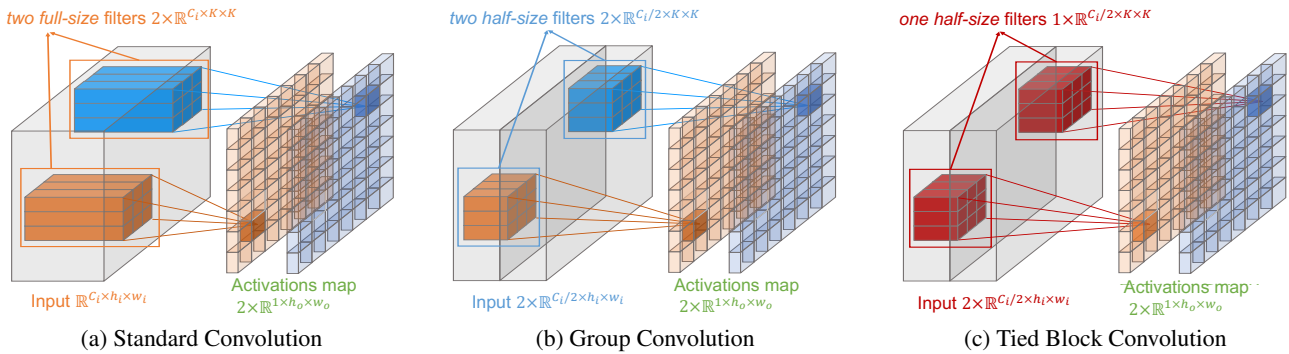 two full-size filters 2×ℝ^{C_i×K×K}
Input ℝ^{C_i×h_i×w_i}
Activations map
2×ℝ^{1×h_o×w_o}
(a) Standard Convolution
two half-size filters 2×ℝ^{C_i/2×K×K}
Input 2×ℝ^{C_i/2×h_i×w_i}
Activations map
2×ℝ^{1×h_o×w_o}
(b) Group Convolution
one half-size filters 1×ℝ^{C_i/2×K×K}
Input 2×ℝ^{C_i/2×h_i×w_i}
Activations map
2×ℝ^{1×h_o×w_o}
(c) Tied Block Convolution